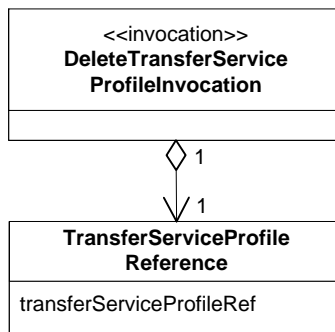 <<invocation>>
DeleteTransferService
ProfileInvocation
1
1
TransferServiceProfile
Reference
transferServiceProfileRef